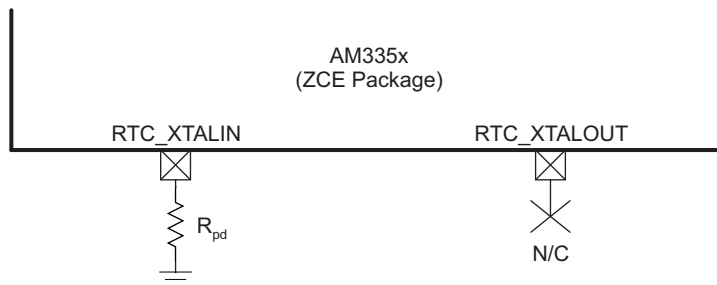 AM335x
(ZCE Package)
RTC_XTALIN
RTC_XTALOUT
Rpd
N/C